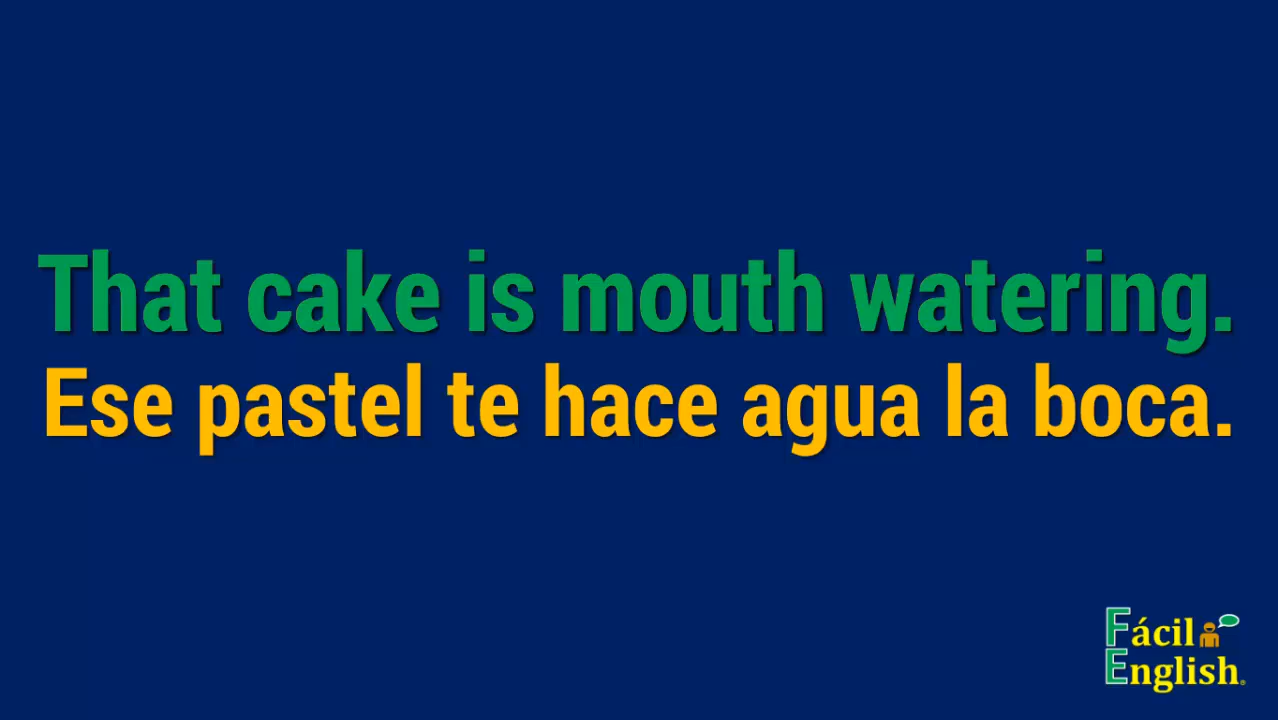 That cake is mouth watering.
Ese pastel te hace agua la boca.
Fácil
English